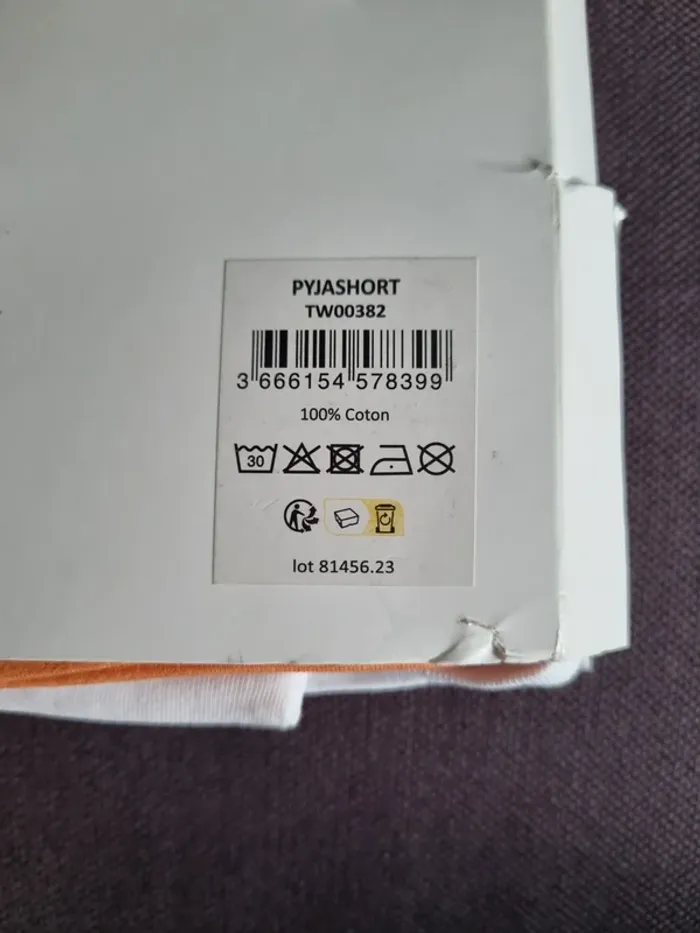 PYJASHORT
TW00382
3 666154 578399
100% Coton
30
lot 81456.23